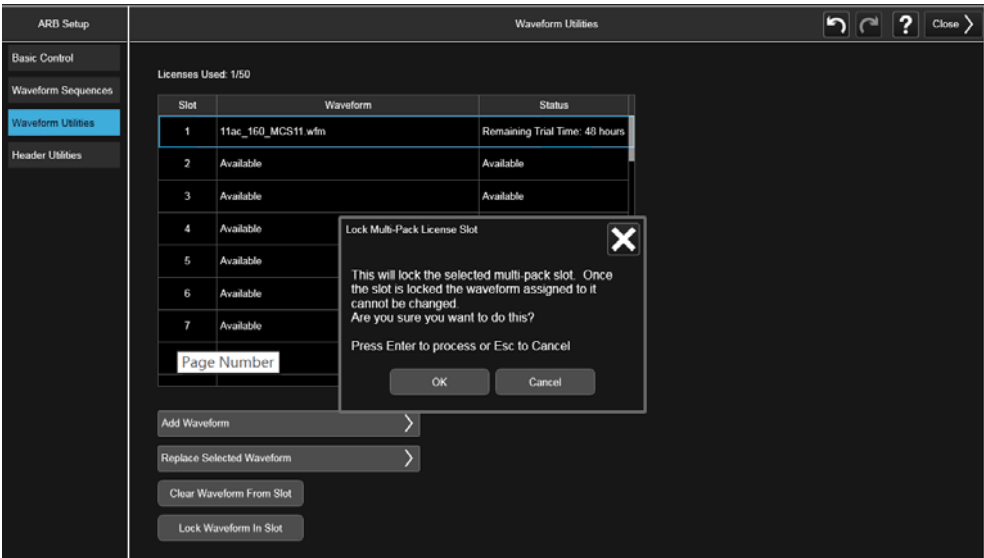 ARB Setup
Waveform Utilities
?
Close
Basic Control
Waveform Sequences
Waveform Utilities
Header Utilities
Licenses Used: 1/50
Slot Waveform Status
1 11ac_160_MCS11.wfm Remaining Trial Time: 48 hours
2 Available Available
3 Available Available
4 Available
5 Available
6 Available
7 Available
Page Number
Lock Multi-Pack License Slot
This will lock the selected multi-pack slot. Once
the slot is locked the waveform assigned to it
cannot be changed.
Are you sure you want to do this?
Press Enter to process or Esc to Cancel
OK Cancel
Add Waveform
Replace Selected Waveform
Clear Waveform From Slot
Lock Waveform In Slot